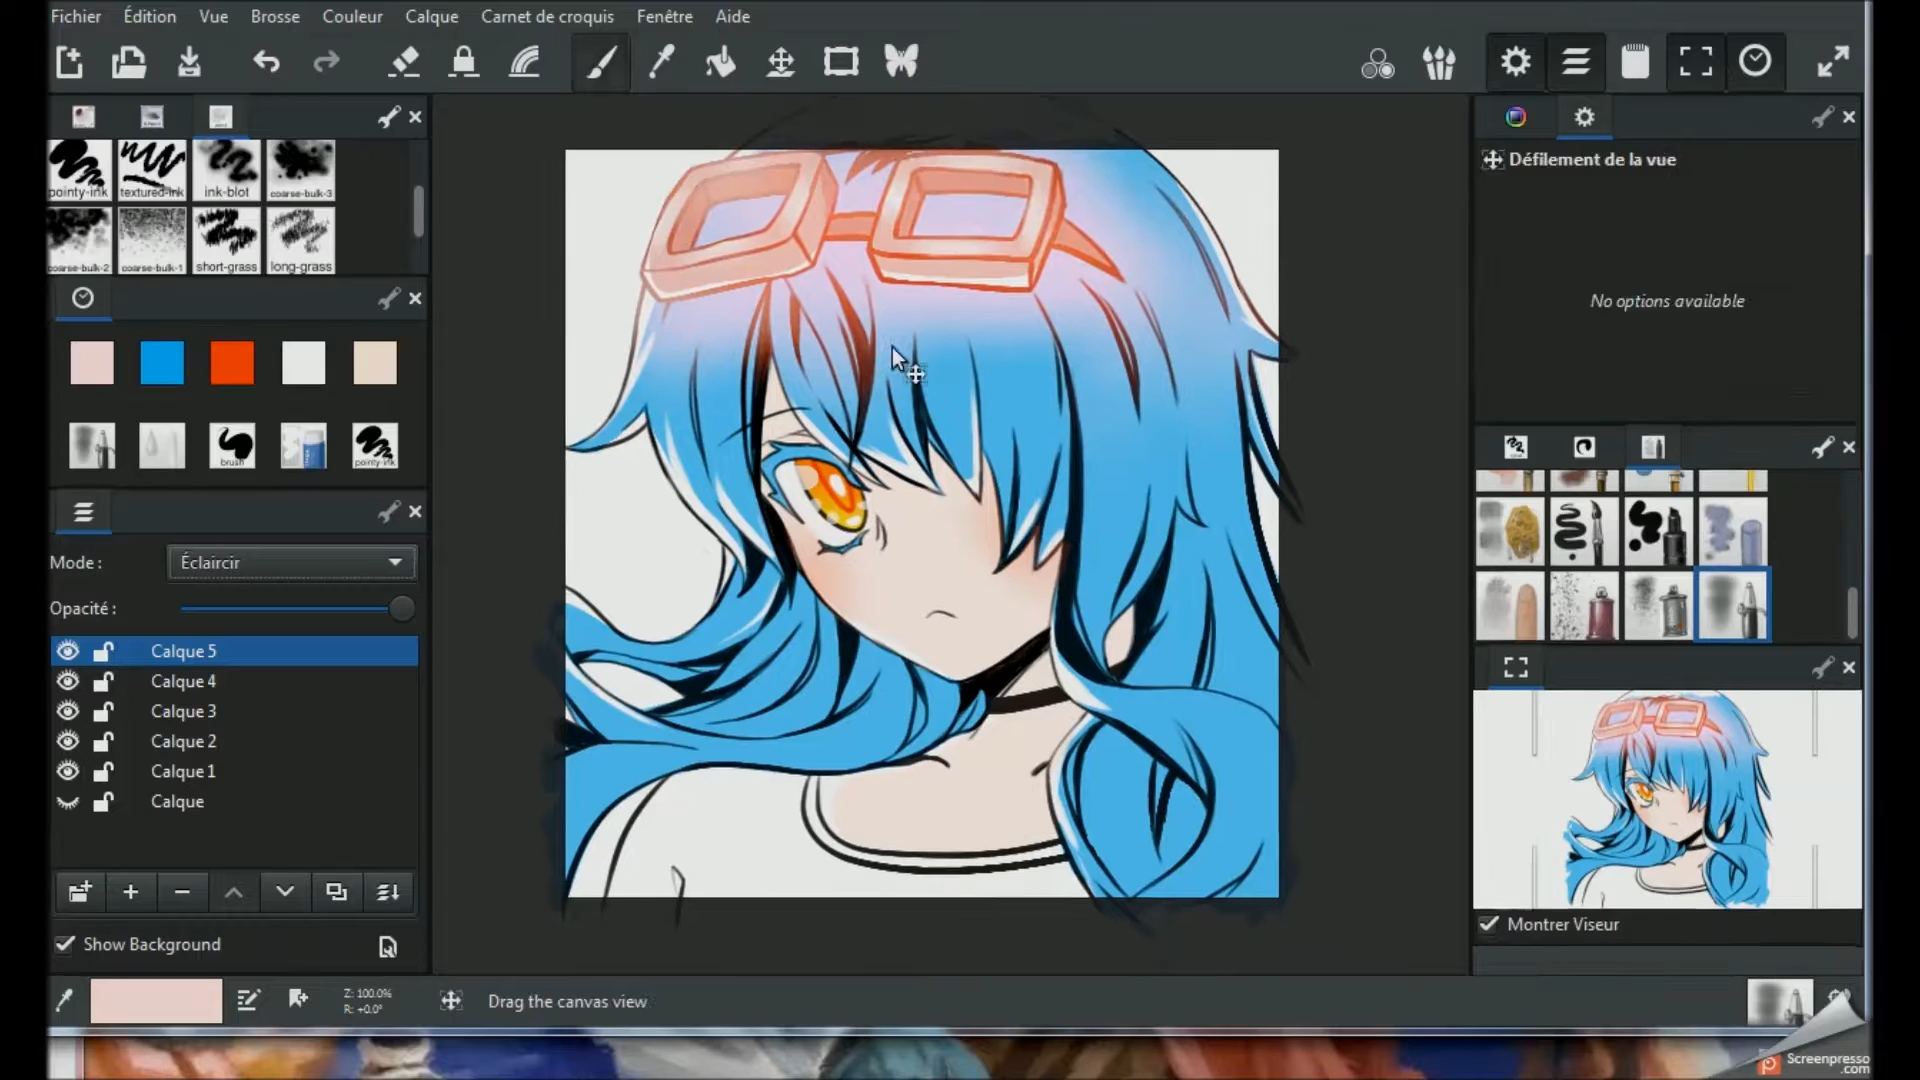 Fichier Édition Vue Brosse Couleur Calque Carnet de croquis Fenêtre Aide
pointy-ink textured-ink ink-blot coarse-bulk-3
coarse-bulk-2 coarse-bulk-1 short-grass long-grass
brush pointy-ink
Mode : Éclaircir
Opacité :
Calque 5
Calque 4
Calque 3
Calque 2
Calque 1
Calque
Show Background
Z: 100.0%
R: +0.0°
Drag the canvas view
Défilement de la vue
No options available
Montrer Viseur
Screenpresso
.com